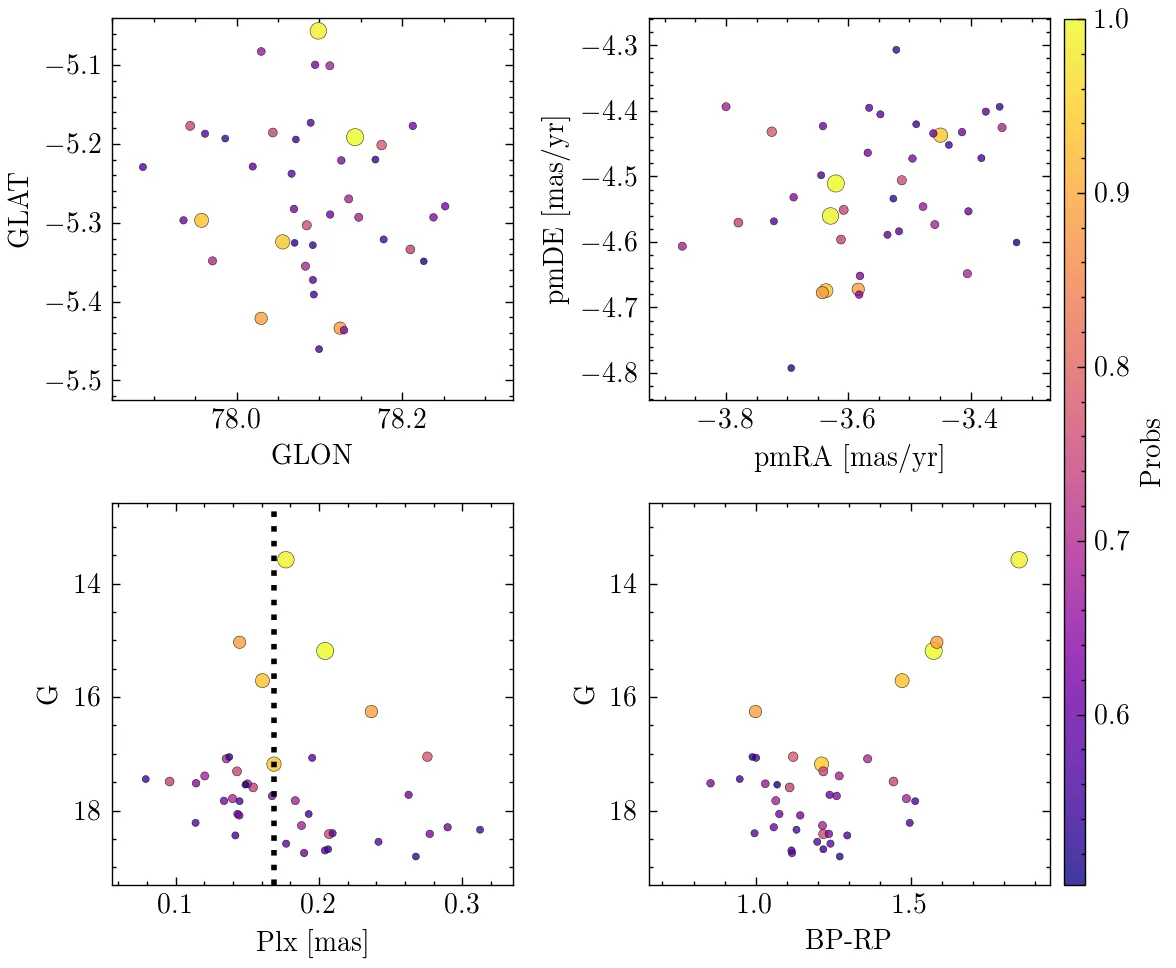 −5.1
−5.2
−5.3
−5.4
−5.5
GLAT
78.0 78.2
GLON
−4.3
−4.4
−4.5
−4.6
−4.7
−4.8
pmDE [mas/yr]
−3.8 −3.6 −3.4
pmRA [mas/yr]
14
16
18
G
0.1 0.2 0.3
Plx [mas]
14
16
18
G
1.0 1.5
BP-RP
1.0
0.9
0.8
0.7
0.6
Probs